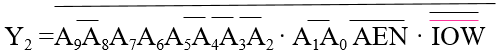 Y₂ = A₉A₈A₇A₆A₅A₄A₃A₂ · A₁A₀ AEN · IOW